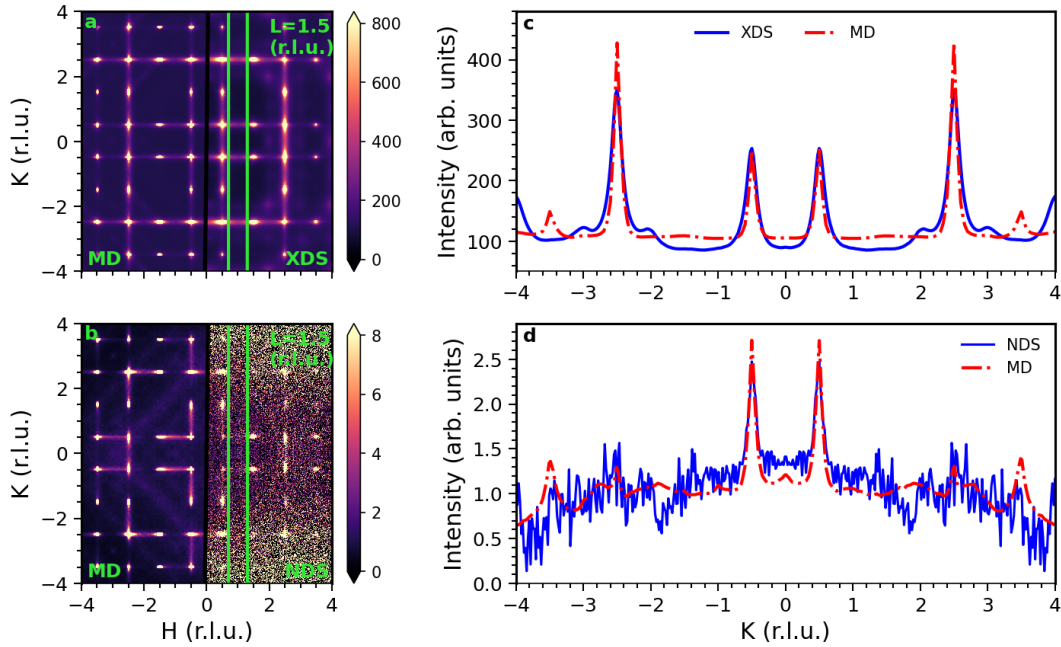 a
L=1.5
(r.l.u.)
MD
XDS
K (r.l.u.)
4
2
0
−2
−4
800
600
400
200
0
c
XDS
MD
Intensity (arb. units)
400
300
200
100
−4 −3 −2 −1 0 1 2 3 4
b
L=1.5
(r.l.u.)
MD
NDS
K (r.l.u.)
4
2
0
−2
−4
−4 −2 0 2 4
H (r.l.u.)
8
6
4
2
0
d
NDS
MD
Intensity (arb. units)
2.5
2.0
1.5
1.0
0.5
0.0
−4 −3 −2 −1 0 1 2 3 4
K (r.l.u.)